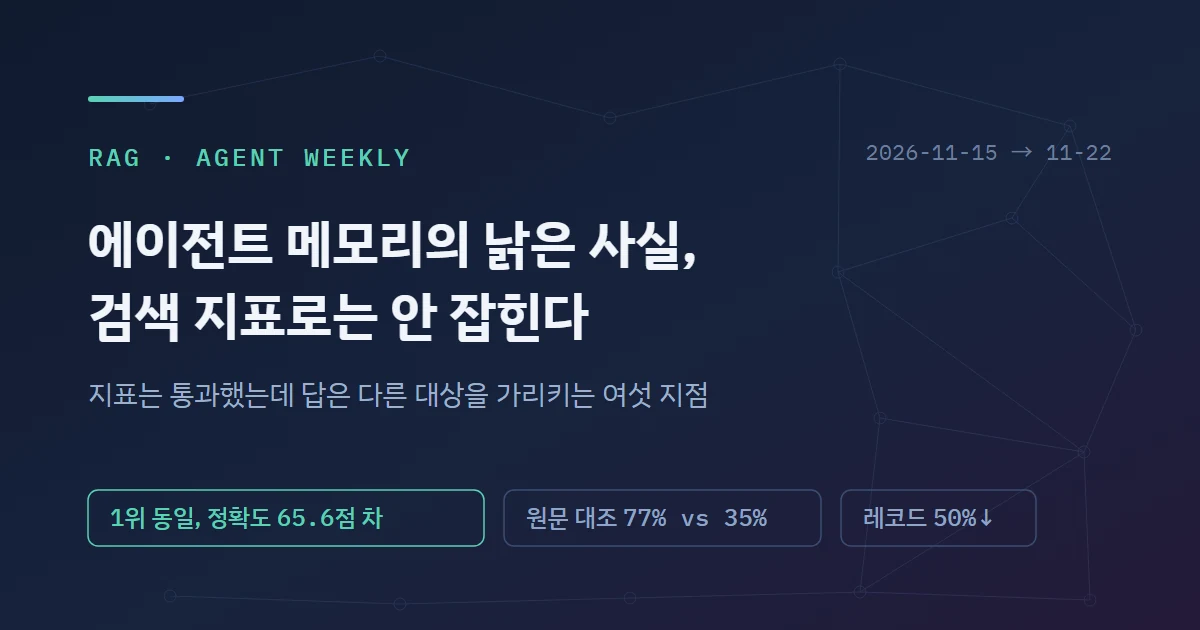 RAG · AGENT WEEKLY
2026-11-15 → 11-22
에이전트 메모리의 낡은 사실,
검색 지표로는 안 잡힌다
지표는 통과했는데 답은 다른 대상을 가리키는 여섯 지점
1위 동일, 정확도 65.6점 차
원문 대조 77% vs 35%
레코드 50%↓